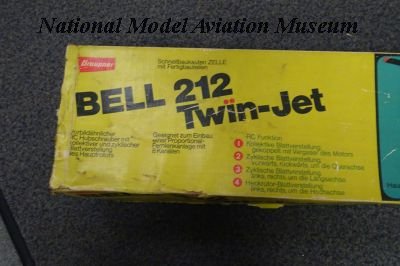 National Model Aviation Museum
Graupner
Schnellbaukasten ZELLE
mit Fertigbauteilen
BELL 212
Twin-Jet
Vorbildähnlicher
RC Hubschrauber mit
kollektiver und zyklischer
Blattverstellung
des Hauptrotors
Geeignet zum Einbau
einer Proportional-
Fernlenkanlage mit
8 Kanälen
RC Funktion
1 Kollektive Blattverstellung
gekoppelt mit Vergaser des Motors
2 Zyklische Blattverstellung
vorwärts, rückwärts, um die Querachse
3 Zyklische Blattverstellung
links, rechts, um die Längsachse
4 Heckrotor-Blattverstellung
links, rechts, um die Hochachse